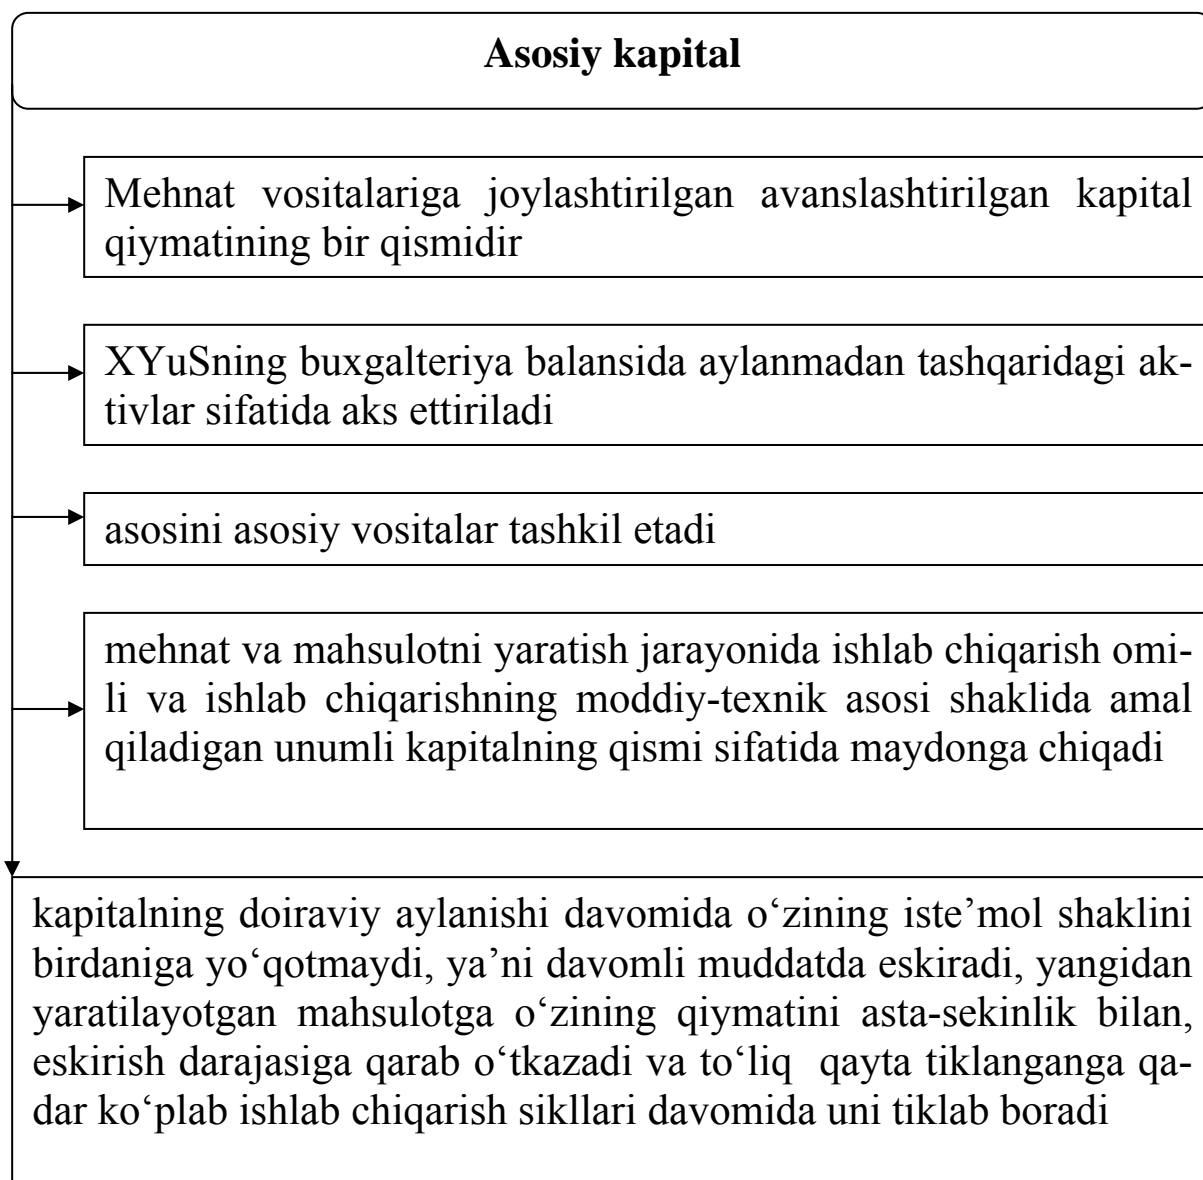 Asosiy kapital
Mehnat vositalariga joylashtirilgan avanslashtirilgan kapital
qiymatining bir qismidir
XYuSning buxgalteriya balansida aylanmadan tashqaridagi ak-
tivlar sifatida aks ettiriladi
asosini asosiy vositalar tashkil etadi
mehnat va mahsulotni yaratish jarayonida ishlab chiqarish omi-
li va ishlab chiqarishning moddiy-texnik asosi shaklida amal
qiladigan unumli kapitalning qismi sifatida maydonga chiqadi
kapitalning doiraviy aylanishi davomida o‘zining iste’mol shaklini
birdaniga yo‘qotmaydi, ya’ni davomli muddatda eskiradi, yangidan
yaratilayotgan mahsulotga o‘zining qiymatini asta-sekinlik bilan,
eskirish darajasiga qarab o‘tkazadi va to‘liq qayta tiklanganga qa-
dar ko‘plab ishlab chiqarish sikllari davomida uni tiklab boradi